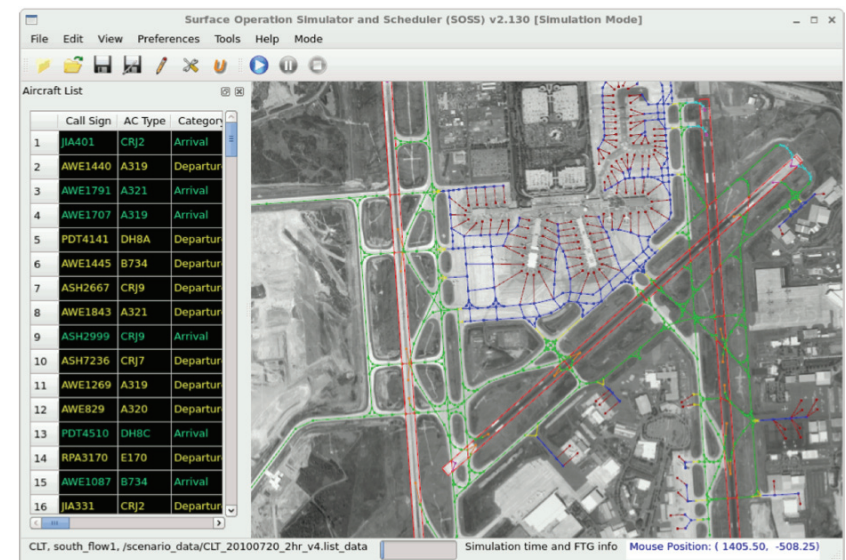 Surface Operation Simulator and Scheduler (SOSS) v2.130 [Simulation Mode]
File Edit View Preferences Tools Help Mode
Aircraft List
Call Sign AC Type Category
1 JIA401 CRJ2 Arrival
2 AWE1440 A319 Departur
3 AWE1791 A321 Arrival
4 AWE1707 A319 Arrival
5 PDT4141 DH8A Departur
6 AWE1445 B734 Departur
7 ASH2667 CRJ9 Departur
8 AWE1843 A321 Departur
9 ASH2999 CRJ9 Arrival
10 ASH7236 CRJ7 Departur
11 AWE1269 A319 Departur
12 AWE829 A320 Departur
13 PDT4510 DH8C Arrival
14 RPA3170 E170 Departur
15 AWE1087 B734 Arrival
16 JIA331 CRJ2 Departur
CLT, south_flow1, /scenario_data/CLT_20100720_2hr_v4.list_data Simulation time and FTG info Mouse Position: ( 1405.50, -508.25)